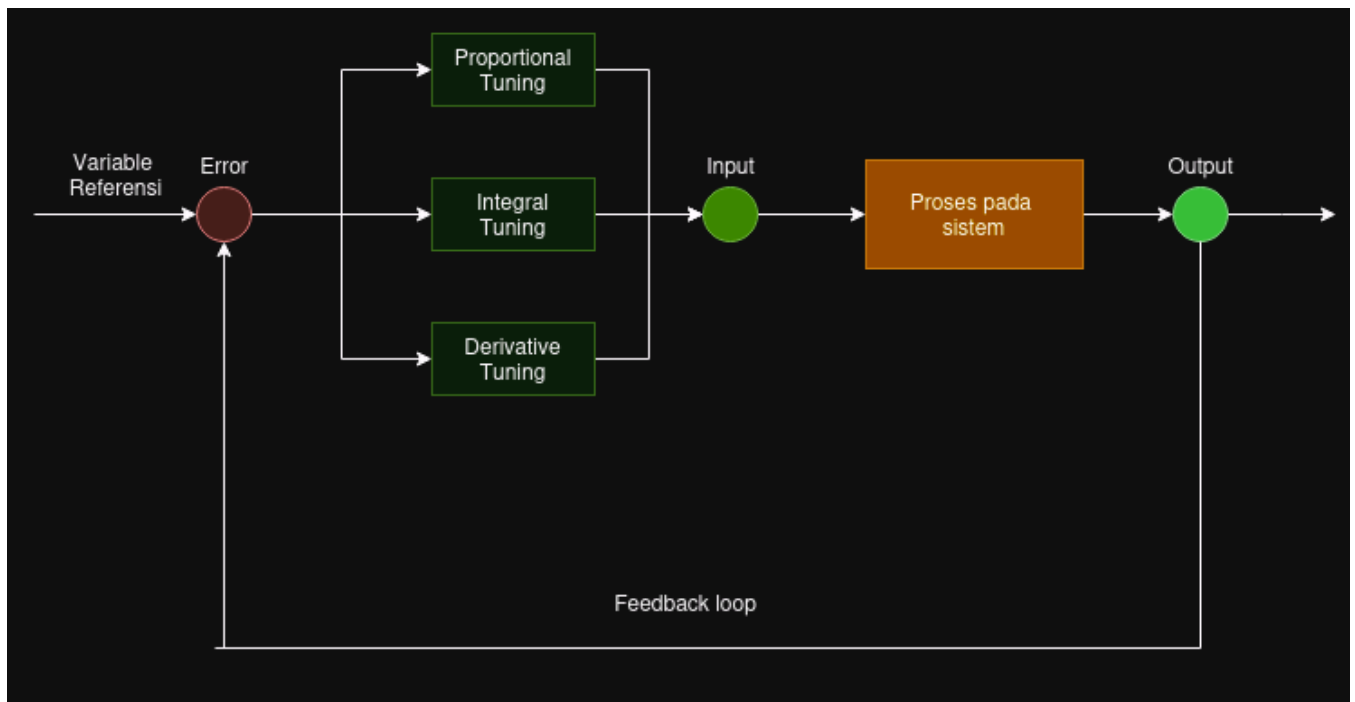 Proportional
Tuning
Variable
Referensi
Error
Integral
Tuning
Input
Proses pada
sistem
Output
Derivative
Tuning
Feedback loop